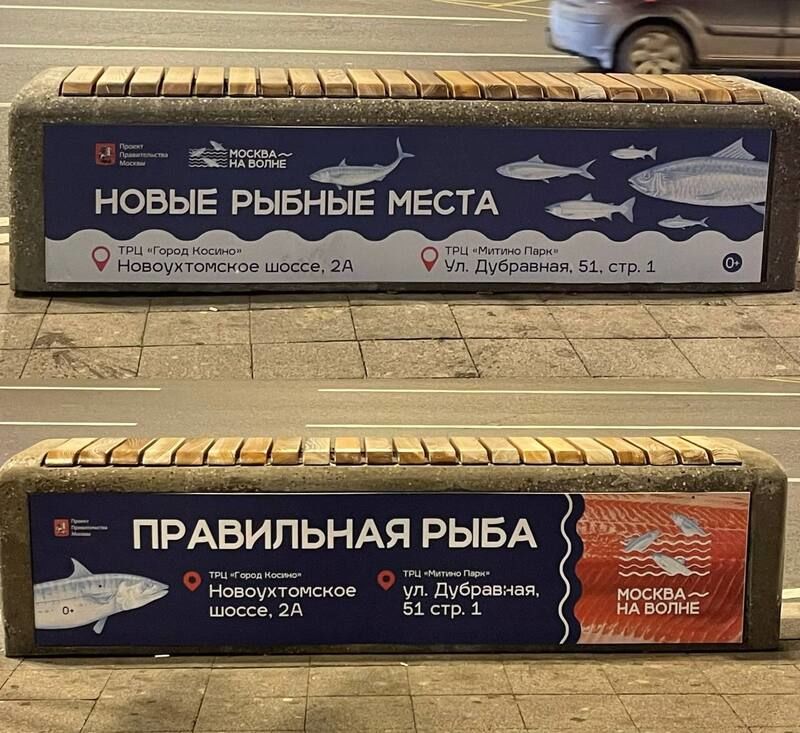 Проект
Правительства
Москвы
МОСКВА
НА ВОЛНЕ
НОВЫЕ РЫБНЫЕ МЕСТА
ТРЦ «Город Косино»
Новоухтомское шоссе, 2А
ТРЦ «Митино Парк»
Ул. Дубравная, 51, стр. 1
0+
Проект
Правительства
Москвы
ПРАВИЛЬНАЯ РЫБА
0+
ТРЦ «Город Косино»
Новоухтомское
шоссе, 2А
ТРЦ «Митино Парк»
ул. Дубравная,
51 стр. 1
МОСКВА
НА ВОЛНЕ